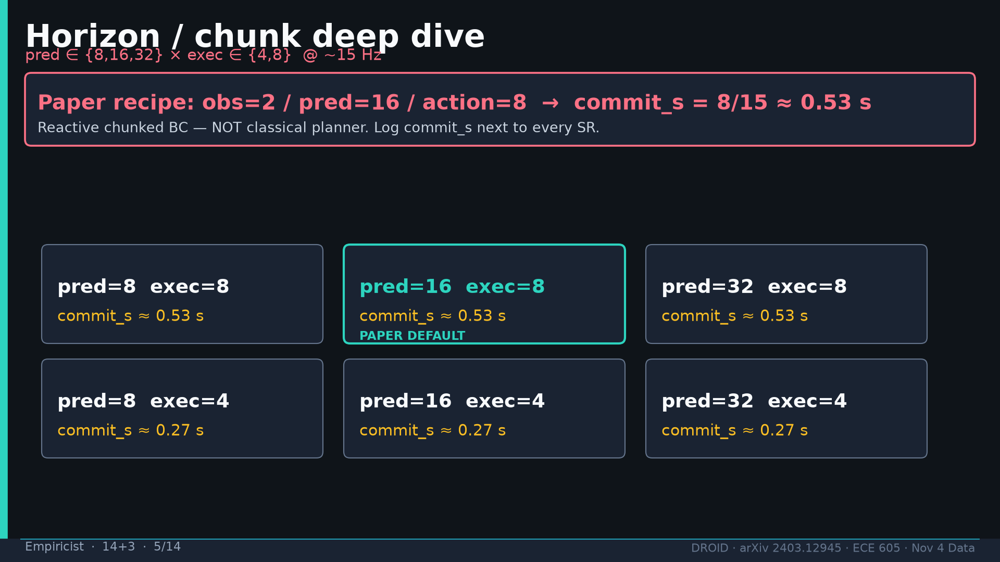 Horizon / chunk deep dive
pred ∈ {8,16,32} × exec ∈ {4,8}  @ ~15 Hz
Paper recipe: obs=2 / pred=16 / action=8  →  commit_s = 8/15 ≈ 0.53 s
Reactive chunked BC — NOT classical planner. Log commit_s next to every SR.
pred=8  exec=8
commit_s ≈ 0.53 s
pred=16  exec=8
commit_s ≈ 0.53 s
PAPER DEFAULT
pred=32  exec=8
commit_s ≈ 0.53 s
pred=8  exec=4
commit_s ≈ 0.27 s
pred=16  exec=4
commit_s ≈ 0.27 s
pred=32  exec=4
commit_s ≈ 0.27 s
Empiricist  ·  14+3  ·  5/14
DROID · arXiv 2403.12945 · ECE 605 · Nov 4 Data